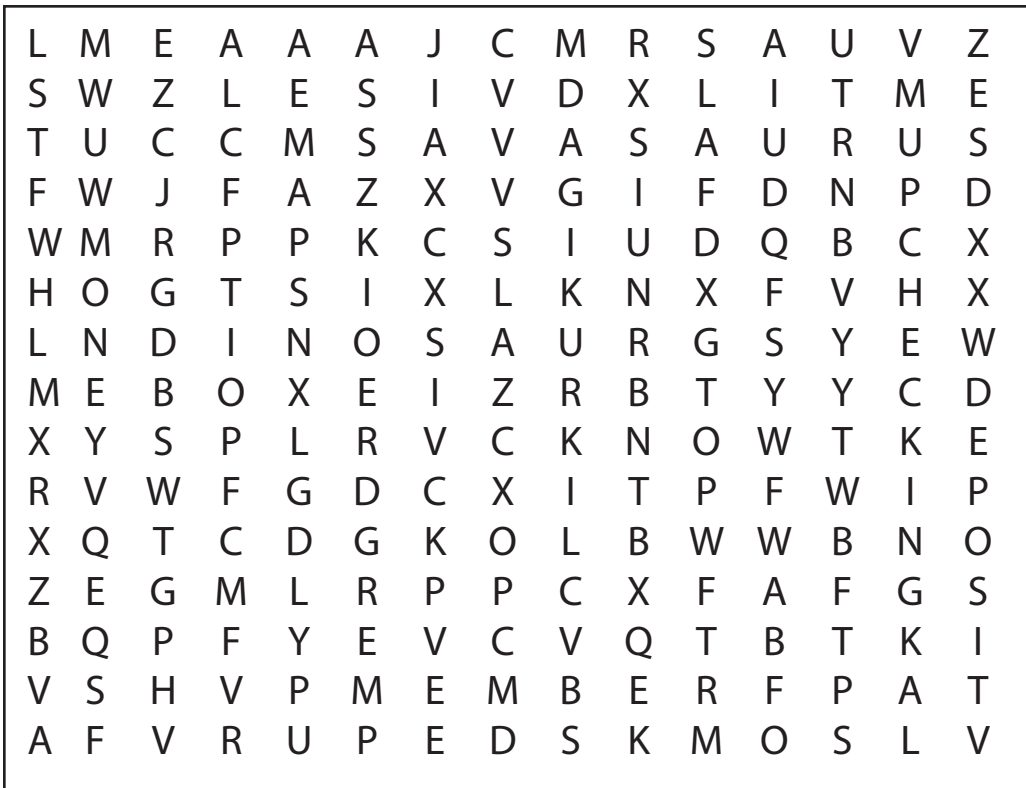 L M E A A A J C M R S A U V Z
S W Z L E S I V D X L I T M E
T U C C M S A V A S A U R U S
F W J F A Z X V G I F D N P D
W M R P P K C S I U D Q B C X
H O G T S I X L K N X F V H X
L N D I N O S A U R G S Y E W
M E B O X E I Z R B T Y Y C D
X Y S P L R V C K N O W T K E
R V W F G D C X I T P F W I P
X Q T C D G K O L B W W B N O
Z E G M L R P P C X F A F G S
B Q P F Y E V C V Q T B T K I
V S H V P M E M B E R F P A T
A F V R U P E D S K M O S L V